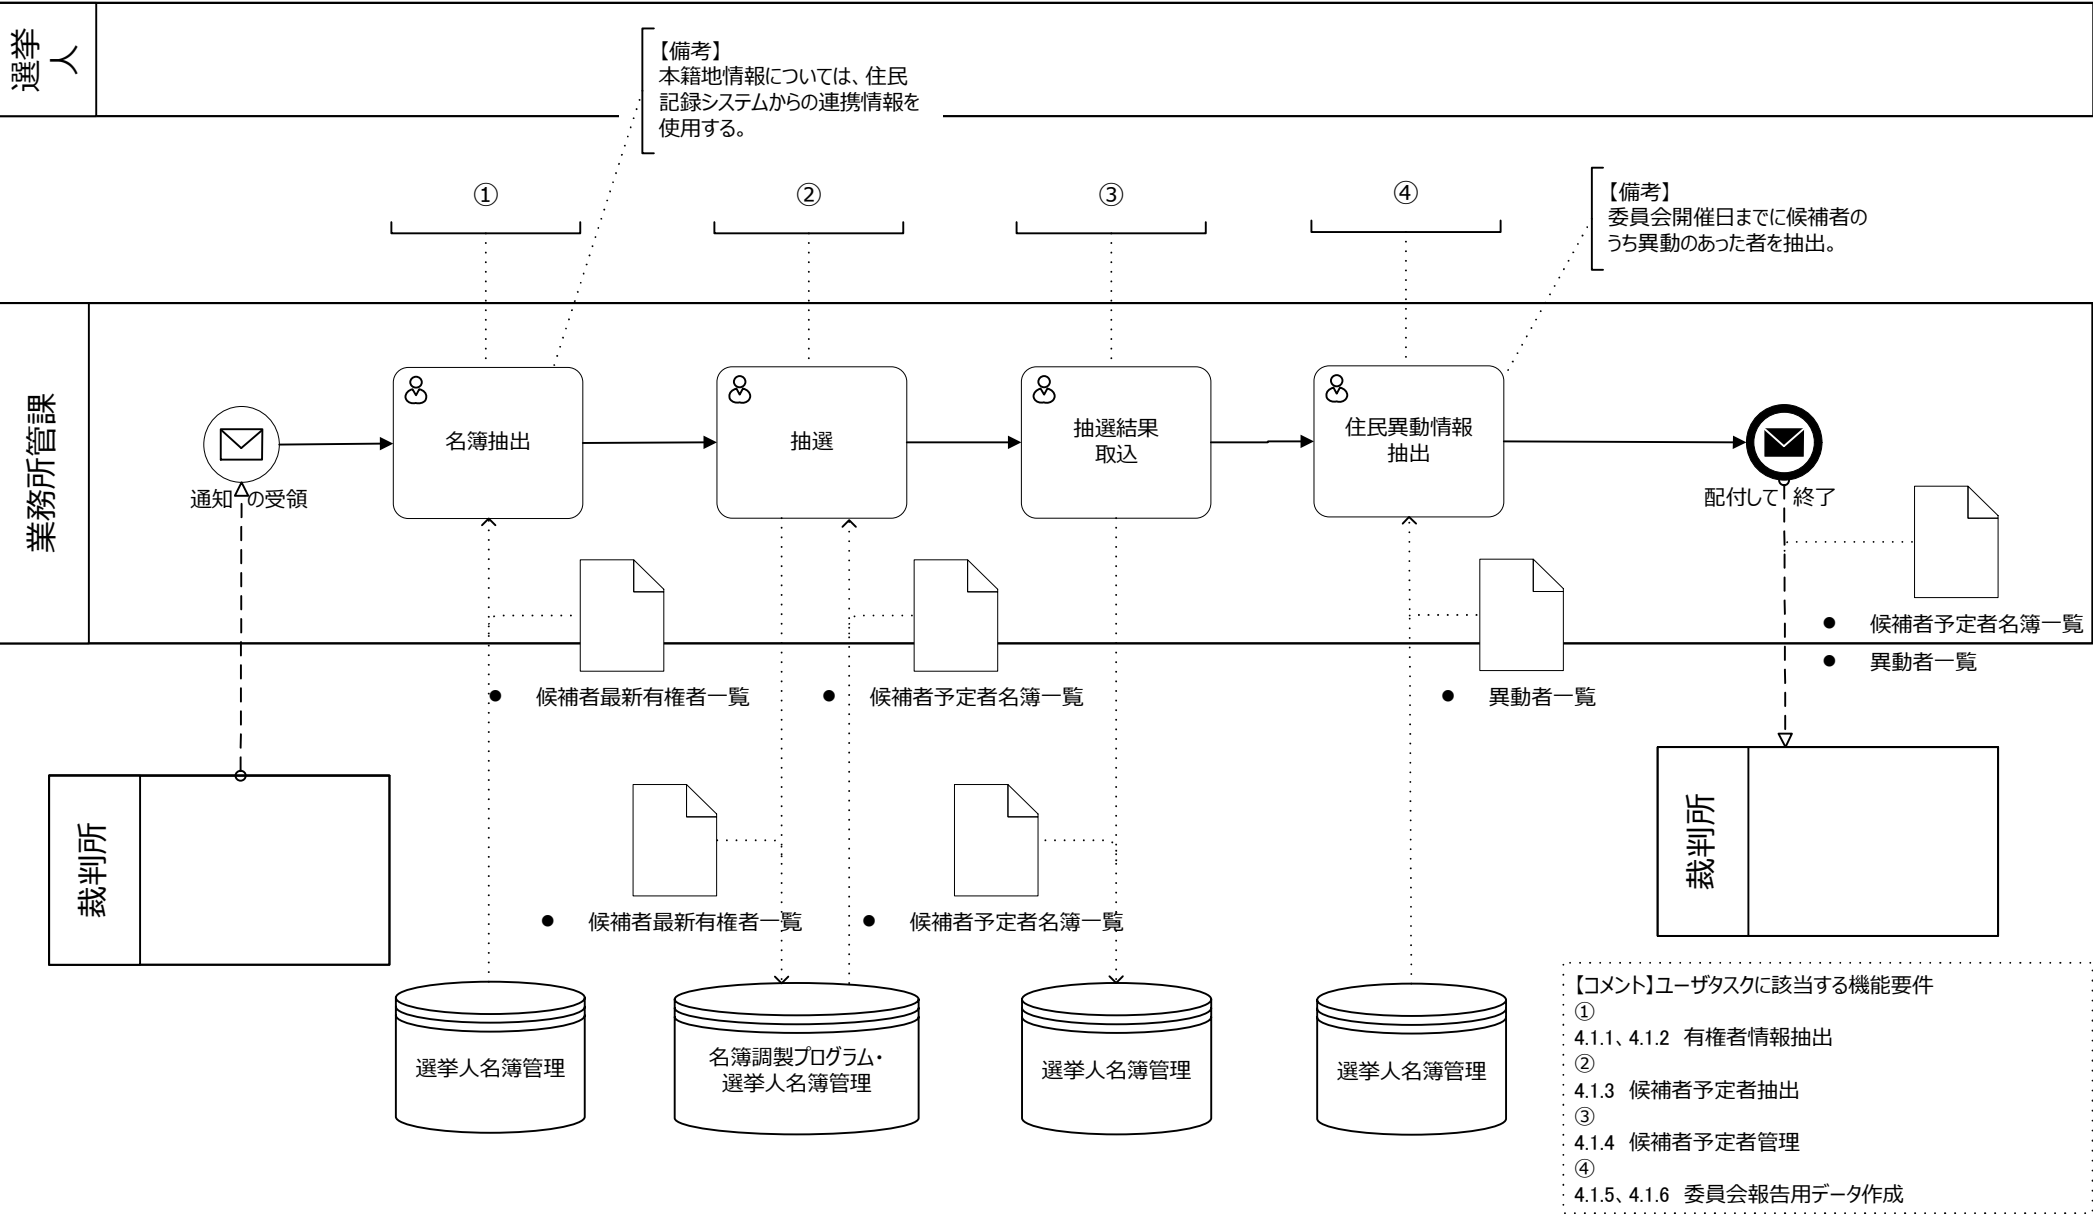 選挙
人
【備考】
本籍地情報については、住民
記録システムからの連携情報を
使用する。
①
②
③
④
【備考】
委員会開催日までに候補者の
うち異動のあった者を抽出。
業務所管課
通知 の受領
名簿抽出
抽選
抽選結果
取込
住民異動情報
抽出
配付して 終了
● 候補者予定者名簿一覧
● 異動者一覧
● 候補者最新有権者一覧
● 候補者予定者名簿一覧
● 異動者一覧
裁判所
● 候補者最新有権者一覧
● 候補者予定者名簿一覧
裁判所
選挙人名簿管理
名簿調製プログラム・
選挙人名簿管理
選挙人名簿管理
選挙人名簿管理
【コメント】ユーザタスクに該当する機能要件
①
4.1.1、4.1.2 有権者情報抽出
②
4.1.3 候補者予定者抽出
③
4.1.4 候補者予定者管理
④
4.1.5、4.1.6 委員会報告用データ作成